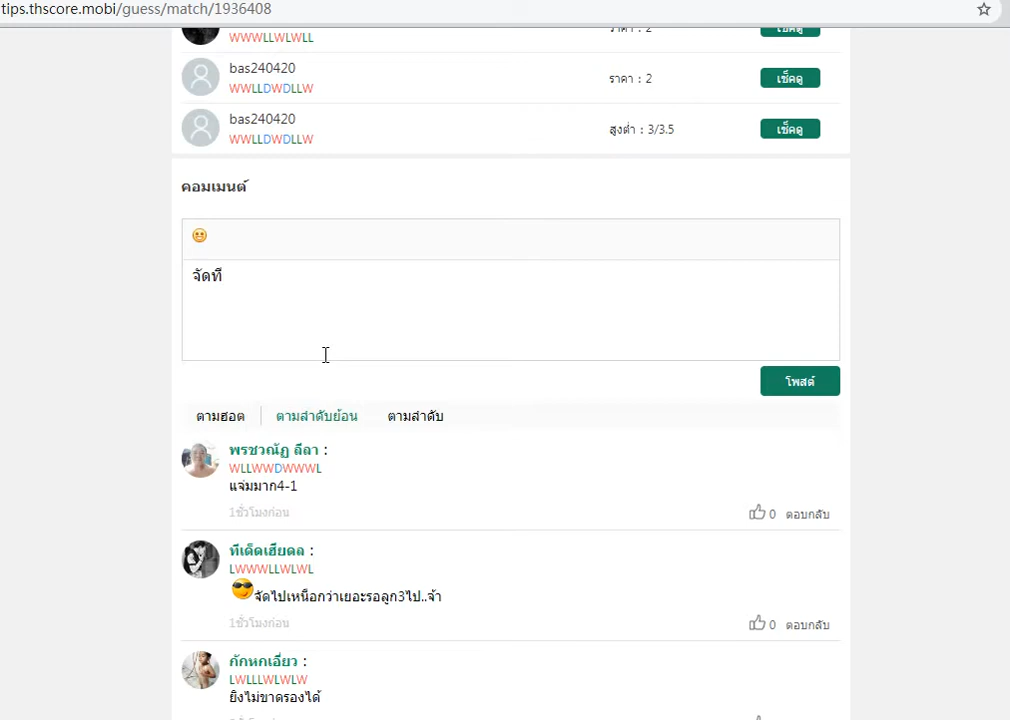 tips.thscore.mobi/guess/match/1936408
WWWLLWLWLL
ราคา : 2
เช็คดู
bas240420
WWLLDWDLLW
ราคา : 2
เช็คดู
bas240420
WWLLDWDLLW
สูงต่ำ : 3/3.5
เช็คดู
คอมเมนต์
จัดที
โพสต์
ตามฮอต
ตามลำดับย้อน
ตามลำดับ
พรชวณัฏ ลีลา :
WLLWWDWWWL
แจ่มมาก4-1
1ชั่วโมงก่อน
0 ตอบกลับ
ทีเด็ดเฮียดล :
LWWWLLWLWL
จัดไปเหนือกว่าเยอะรอลูก3ไป..จ้า
1ชั่วโมงก่อน
0 ตอบกลับ
กักหกเอี่ยว :
LWLLLWLWLW
ยิงไม่ขาดรองได้